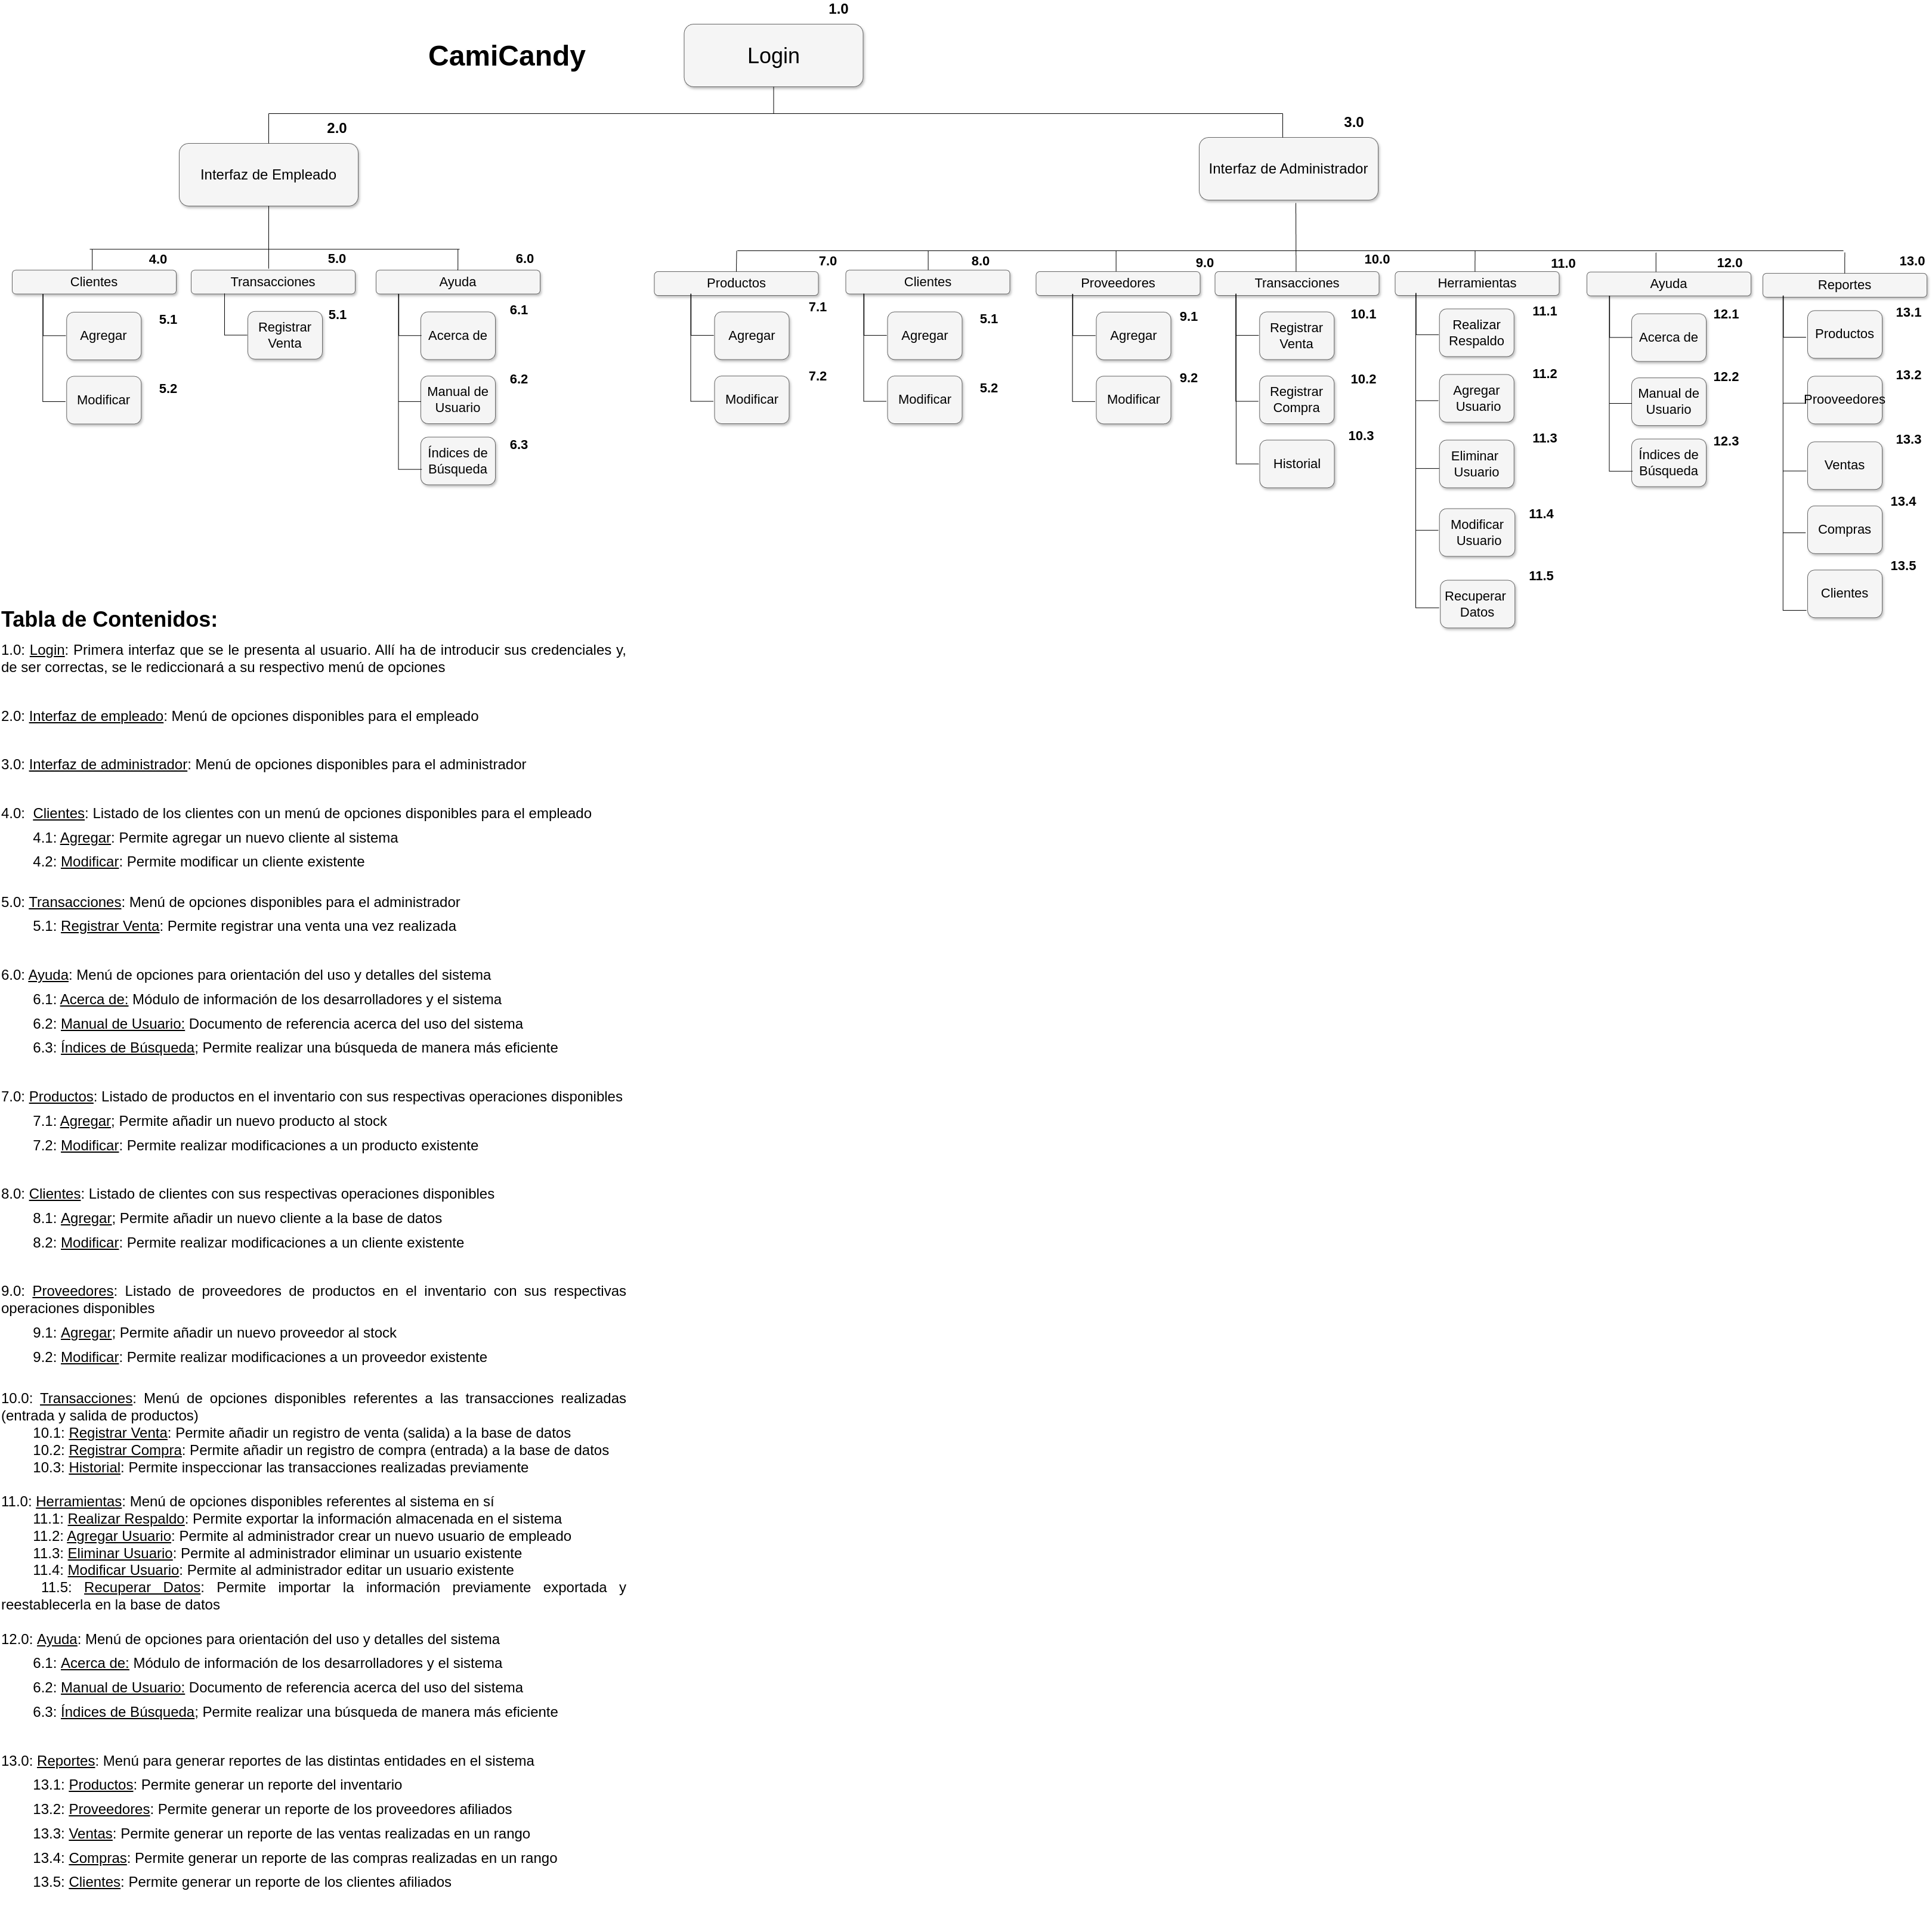 1.0
CamiCandy
Login
2.0
3.0
Interfaz de Empleado
Interfaz de Administrador
4.0
5.0
6.0
7.0
8.0
9.0
10.0
11.0
12.0
13.0
Clientes
Transacciones
Ayuda
Productos
Clientes
Proveedores
Transacciones
Herramientas
Ayuda
Reportes
Agregar
5.1
Modificar
5.2
Registrar
Venta
5.1
Acerca de
6.1
Manual de
Usuario
6.2
Índices de
Búsqueda
6.3
Agregar
7.1
Modificar
7.2
Agregar
5.1
Modificar
5.2
Agregar
9.1
Modificar
9.2
Registrar
Venta
10.1
Registrar
Compra
10.2
Historial
10.3
Realizar
Respaldo
11.1
Agregar
Usuario
11.2
Eliminar
Usuario
11.3
Modificar
Usuario
11.4
Recuperar
Datos
11.5
Acerca de
12.1
Manual de
Usuario
12.2
Índices de
Búsqueda
12.3
Productos
13.1
Prooveedores
13.2
Ventas
13.3
Compras
13.4
Clientes
13.5
Tabla de Contenidos:
1.0: Login: Primera interfaz que se le presenta al usuario. Allí ha de introducir sus credenciales y,
de ser correctas, se le rediccionará a su respectivo menú de opciones
2.0: Interfaz de empleado: Menú de opciones disponibles para el empleado
3.0: Interfaz de administrador: Menú de opciones disponibles para el administrador
4.0: Clientes: Listado de los clientes con un menú de opciones disponibles para el empleado
4.1: Agregar: Permite agregar un nuevo cliente al sistema
4.2: Modificar: Permite modificar un cliente existente
5.0: Transacciones: Menú de opciones disponibles para el administrador
5.1: Registrar Venta: Permite registrar una venta una vez realizada
6.0: Ayuda: Menú de opciones para orientación del uso y detalles del sistema
6.1: Acerca de: Módulo de información de los desarrolladores y el sistema
6.2: Manual de Usuario: Documento de referencia acerca del uso del sistema
6.3: Índices de Búsqueda; Permite realizar una búsqueda de manera más eficiente
7.0: Productos: Listado de productos en el inventario con sus respectivas operaciones disponibles
7.1: Agregar; Permite añadir un nuevo producto al stock
7.2: Modificar: Permite realizar modificaciones a un producto existente
8.0: Clientes: Listado de clientes con sus respectivas operaciones disponibles
8.1: Agregar; Permite añadir un nuevo cliente a la base de datos
8.2: Modificar: Permite realizar modificaciones a un cliente existente
9.0: Proveedores: Listado de proveedores de productos en el inventario con sus respectivas
operaciones disponibles
9.1: Agregar; Permite añadir un nuevo proveedor al stock
9.2: Modificar: Permite realizar modificaciones a un proveedor existente
10.0: Transacciones: Menú de opciones disponibles referentes a las transacciones realizadas
(entrada y salida de productos)
10.1: Registrar Venta: Permite añadir un registro de venta (salida) a la base de datos
10.2: Registrar Compra: Permite añadir un registro de compra (entrada) a la base de datos
10.3: Historial: Permite inspeccionar las transacciones realizadas previamente
11.0: Herramientas: Menú de opciones disponibles referentes al sistema en sí
11.1: Realizar Respaldo: Permite exportar la información almacenada en el sistema
11.2: Agregar Usuario: Permite al administrador crear un nuevo usuario de empleado
11.3: Eliminar Usuario: Permite al administrador eliminar un usuario existente
11.4: Modificar Usuario: Permite al administrador editar un usuario existente
11.5: Recuperar Datos: Permite importar la información previamente exportada y
reestablecerla en la base de datos
12.0: Ayuda: Menú de opciones para orientación del uso y detalles del sistema
6.1: Acerca de: Módulo de información de los desarrolladores y el sistema
6.2: Manual de Usuario: Documento de referencia acerca del uso del sistema
6.3: Índices de Búsqueda; Permite realizar una búsqueda de manera más eficiente
13.0: Reportes: Menú para generar reportes de las distintas entidades en el sistema
13.1: Productos: Permite generar un reporte del inventario
13.2: Proveedores: Permite generar un reporte de los proveedores afiliados
13.3: Ventas: Permite generar un reporte de las ventas realizadas en un rango
13.4: Compras: Permite generar un reporte de las compras realizadas en un rango
13.5: Clientes: Permite generar un reporte de los clientes afiliados